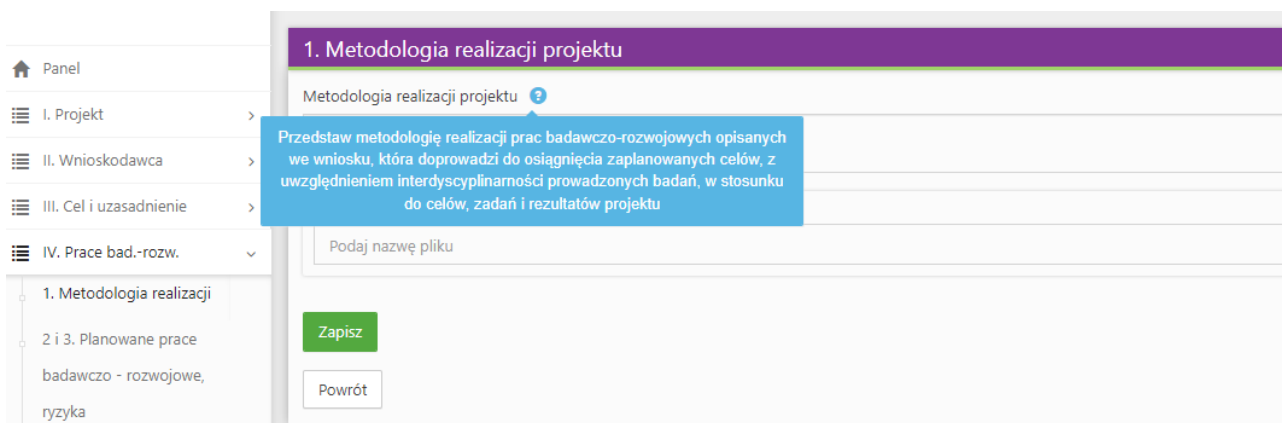 Panel
I. Projekt
II. Wnioskodawca
III. Cel i uzasadnienie
IV. Prace bad.-rozw.
1. Metodologia realizacji
2 i 3. Planowane prace
badawczo - rozwojowe,
ryzyka
1. Metodologia realizacji projektu
Metodologia realizacji projektu ?
Przedstaw metodologię realizacji prac badawczo-rozwojowych opisanych
we wniosku, która doprowadzi do osiągnięcia zaplanowanych celów, z
uwzględnieniem interdyscyplinarności prowadzonych badań, w stosunku
do celów, zadań i rezultatów projektu
Podaj nazwę pliku
Zapisz
Powrót